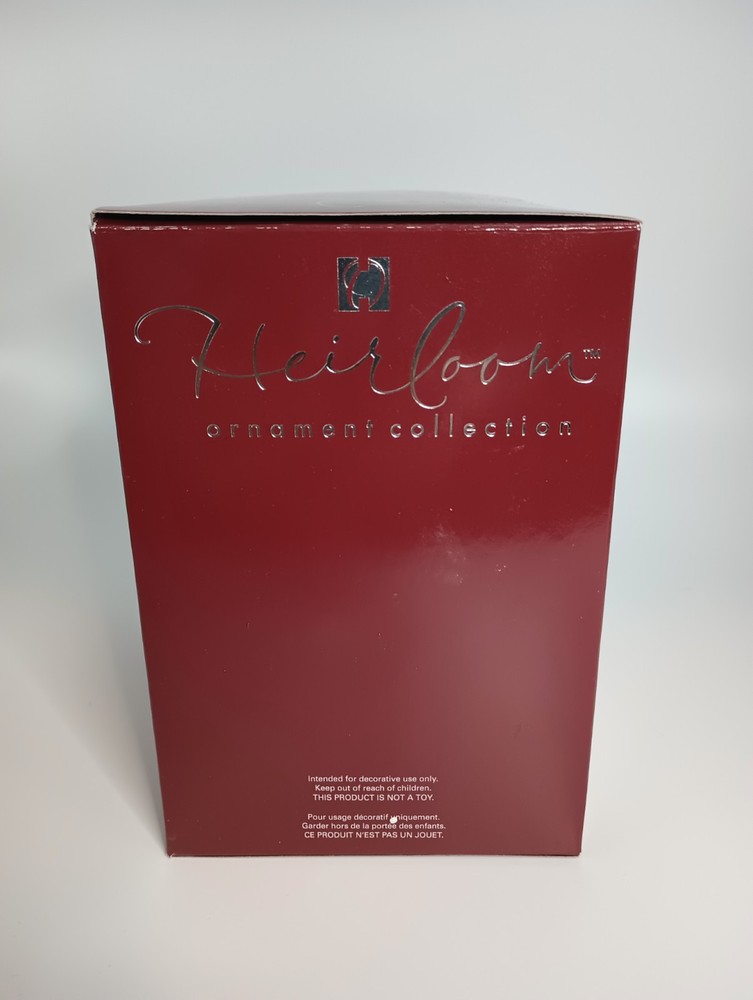 Heirloom™
ornament collection
Intended for decorative use only.
Keep out of reach of children.
THIS PRODUCT IS NOT A TOY.
Pour usage décoratif uniquement.
Garder hors de la portée des enfants.
CE PRODUIT N'EST PAS UN JOUET.